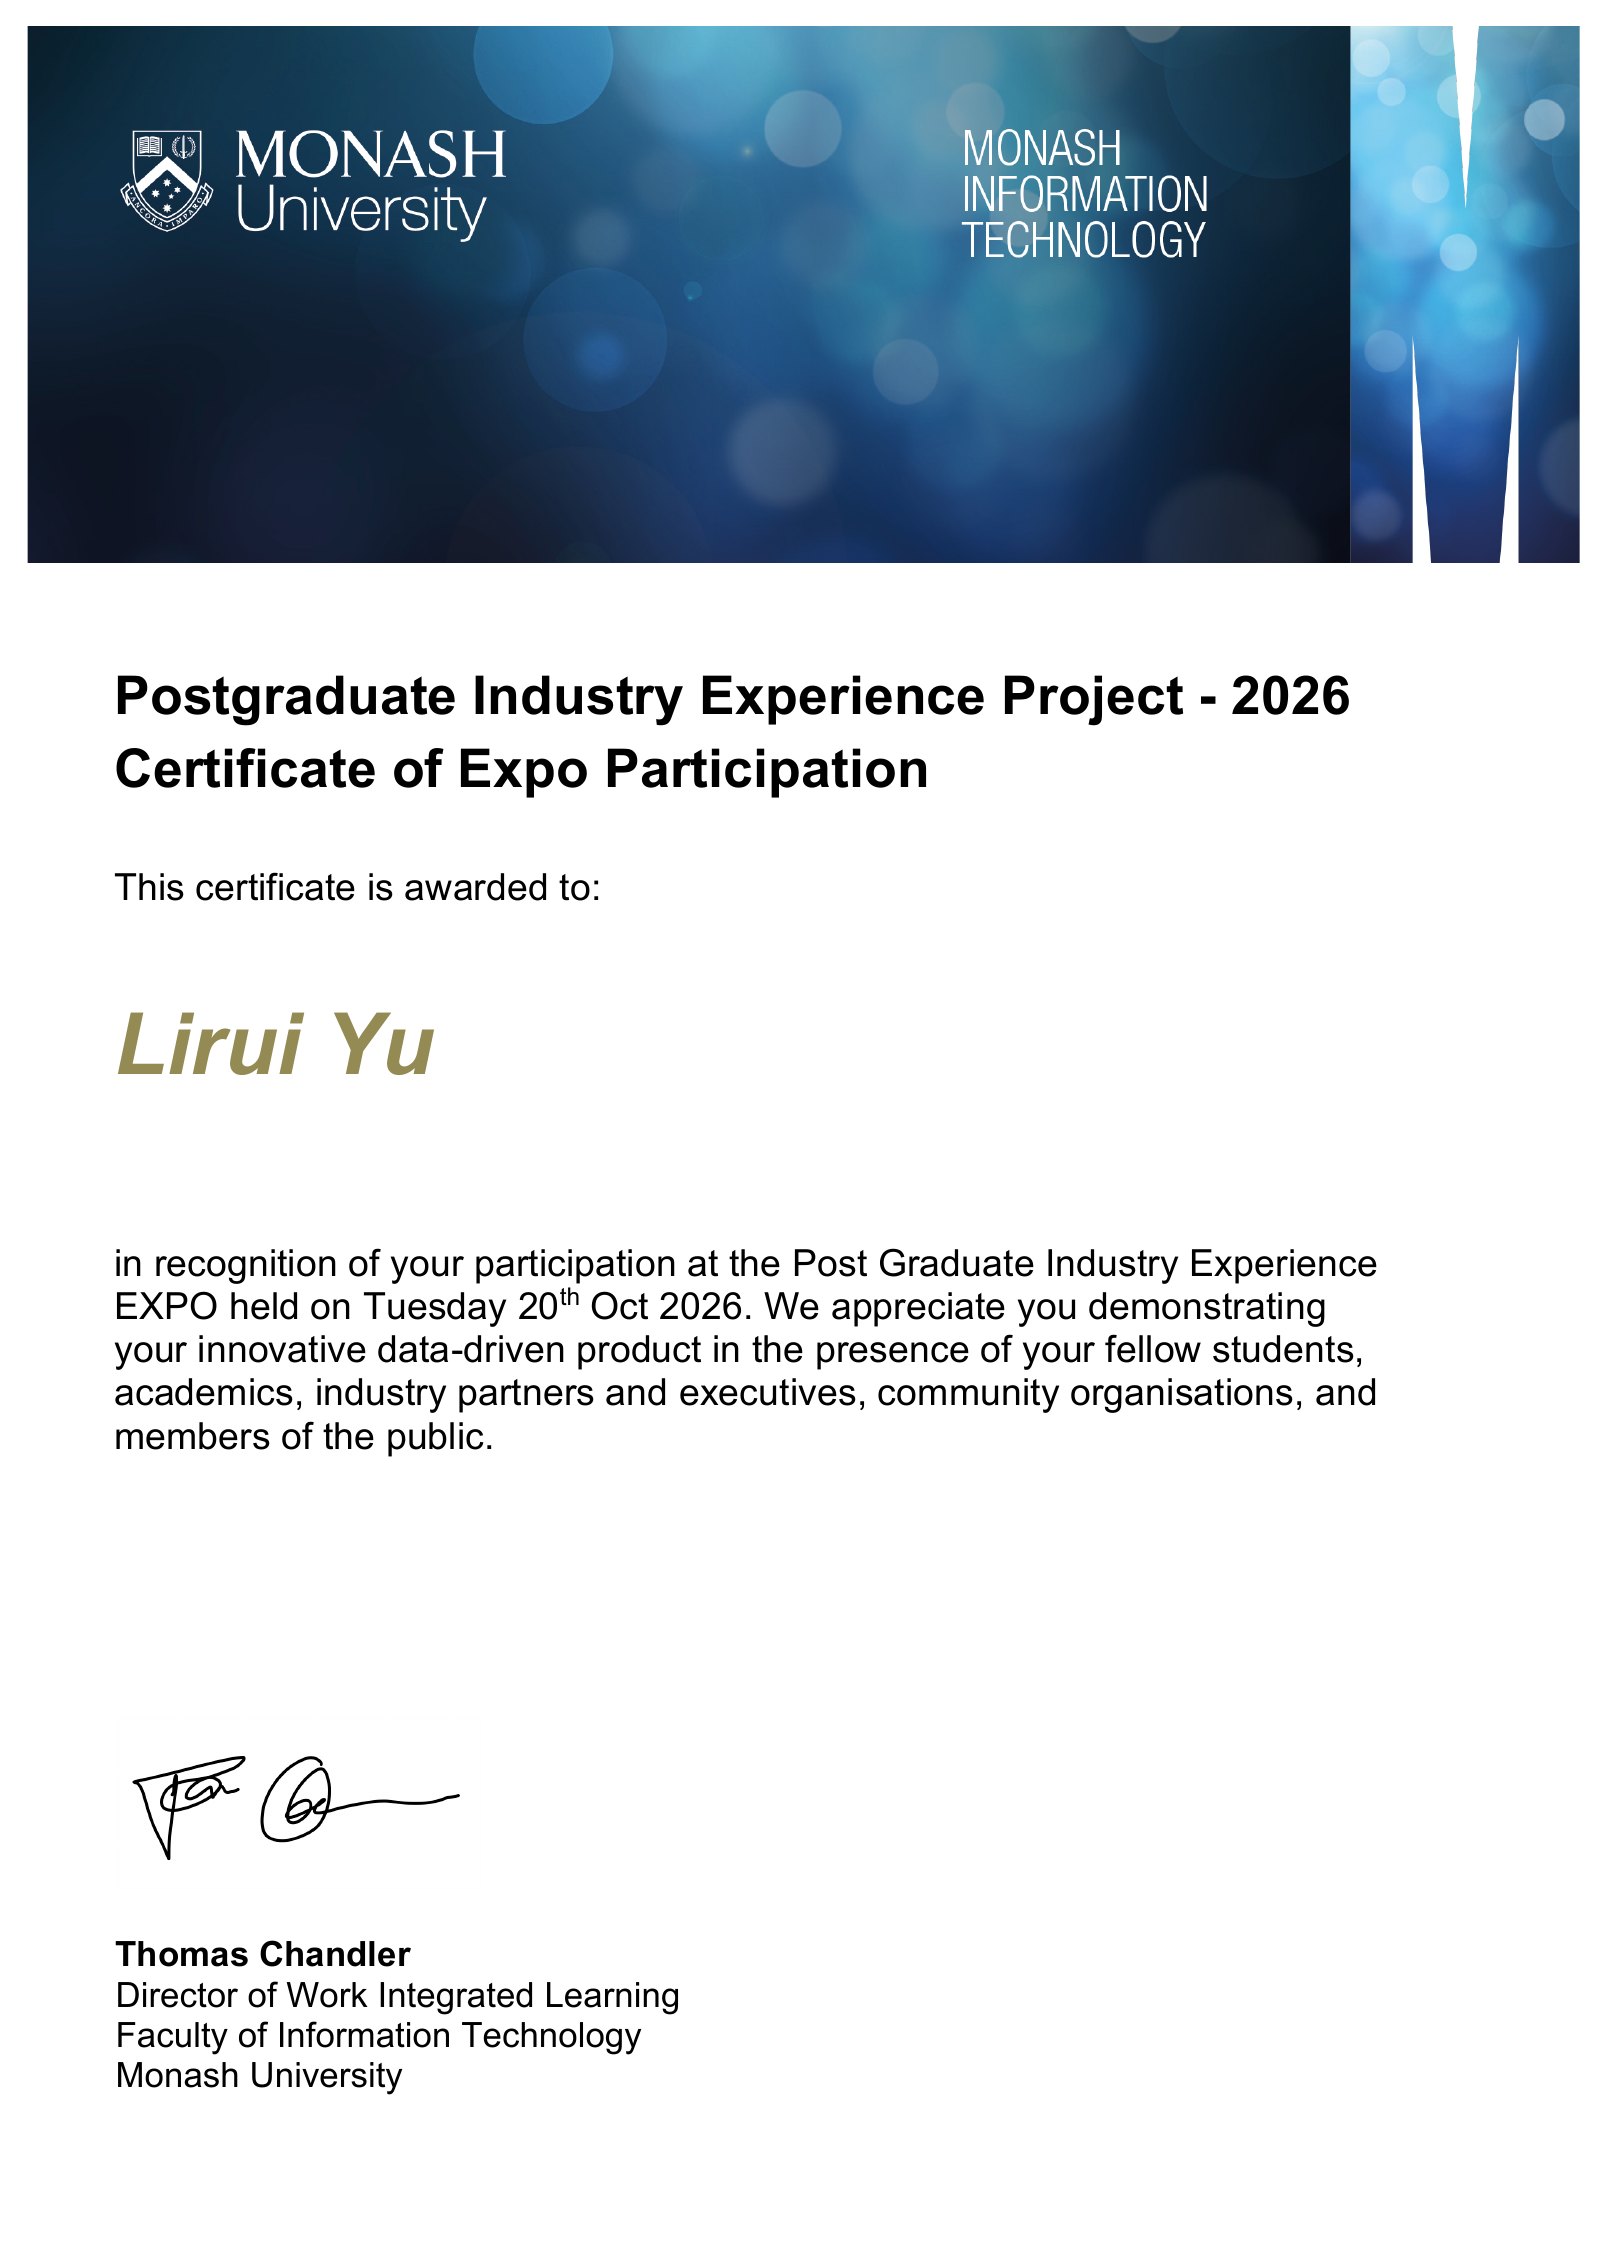 MONASH
University
ANCORA IMPARO
MONASH
INFORMATION
TECHNOLOGY
Postgraduate Industry Experience Project - 2026
Certificate of Expo Participation
This certificate is awarded to:
Lirui Yu
in recognition of your participation at the Post Graduate Industry Experience
EXPO held on Tuesday 20th Oct 2026. We appreciate you demonstrating
your innovative data-driven product in the presence of your fellow students,
academics, industry partners and executives, community organisations, and
members of the public.
Thomas Chandler
Director of Work Integrated Learning
Faculty of Information Technology
Monash University